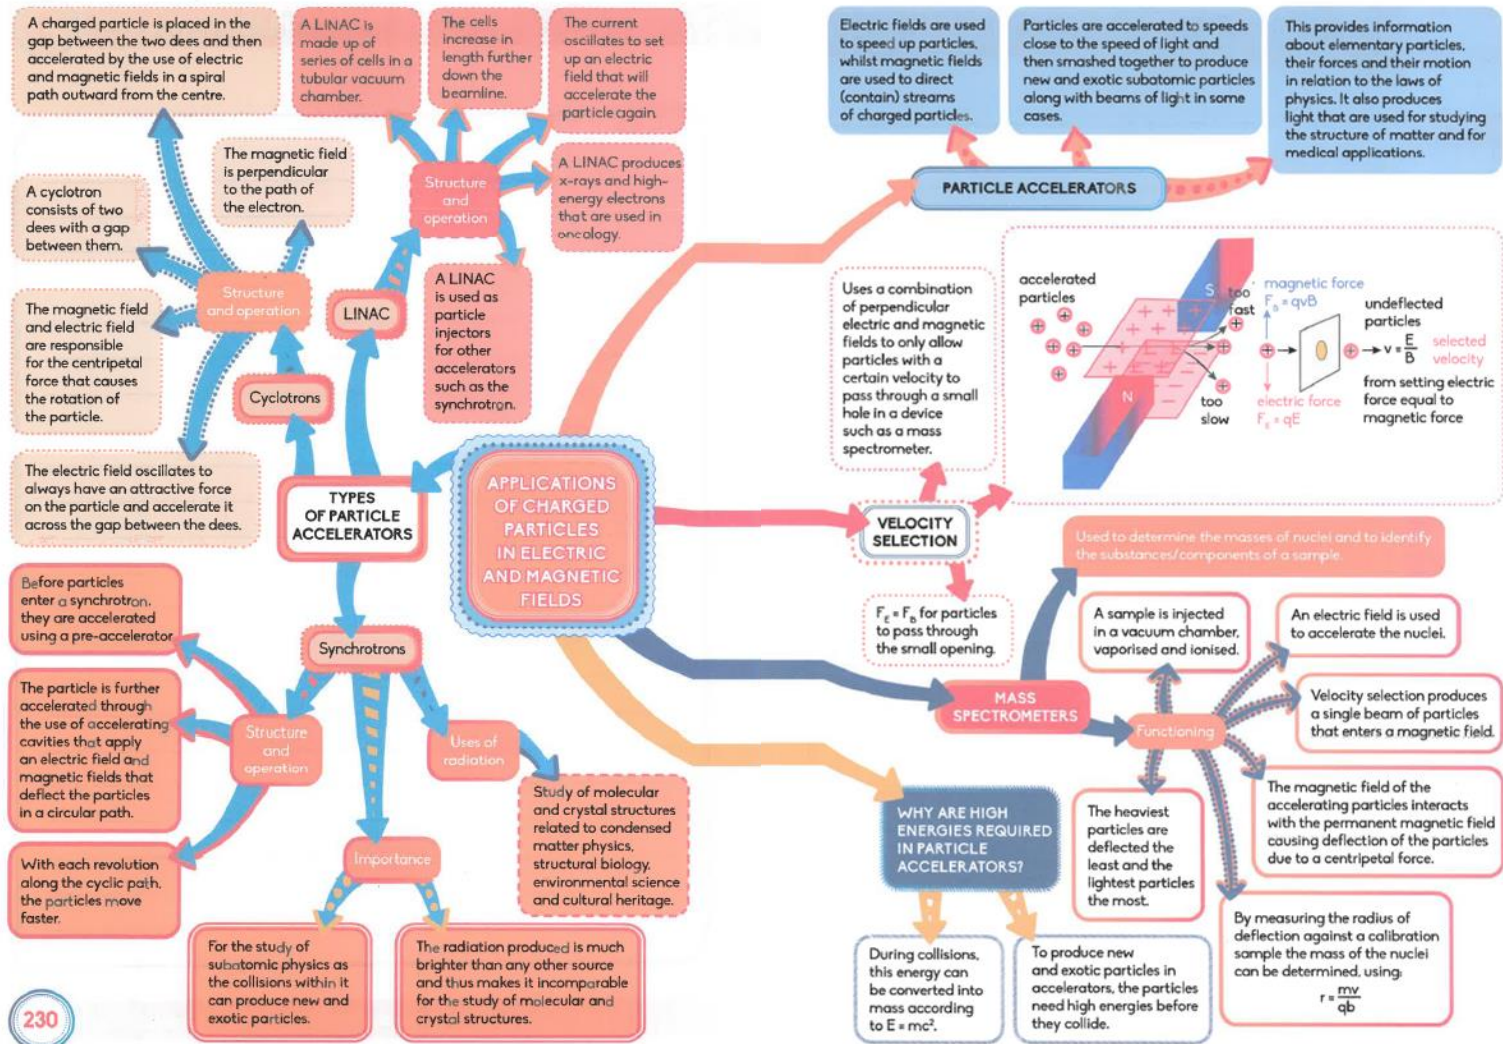 A charged particle is placed in the
gap between the two dees and then
accelerated by the use of electric
and magnetic fields in a spiral
path outward from the centre.
A LINAC is
made up of
series of cells in a
tubular vacuum
chamber.
The cells
increase in
length further
down the
beamline.
The current
oscillates to set
up an electric
field that will
accelerate the
particle again.
The magnetic field
is perpendicular
to the path of
the electron.
A cyclotron
consists of two
dees with a gap
between them.
Structure
and
operation
A LINAC produces
x-rays and high-
energy electrons
that are used in
oncology.
Structure
and operation
The magnetic field
and electric field
are responsible
for the centripetal
force that causes
the rotation of
the particle.
LINAC
A LINAC
is used as
particle
injectors
for other
accelerators
such as the
synchrotron.
Cyclotrons
The electric field oscillates to
always have an attractive force
on the particle and accelerate it
across the gap between the dees.
TYPES
OF PARTICLE
ACCELERATORS
APPLICATIONS
OF CHARGED
PARTICLES
IN ELECTRIC
AND MAGNETIC
FIELDS
Before particles
enter a synchrotron,
they are accelerated
using a pre-accelerator
Synchrotrons
The particle is further
accelerated through
the use of accelerating
cavities that apply
an electric field and
magnetic fields that
deflect the particles
in a circular path.
Structure
and
operation
Uses of
radiation
With each revolution
along the cyclic path,
the particles move
faster.
Importance
Study of molecular
and crystal structures
related to condensed
matter physics,
structural biology,
environmental science
and cultural heritage.
For the study of
subatomic physics as
the collisions within it
can produce new and
exotic particles.
The radiation produced is much
brighter than any other source
and thus makes it incomparable
for the study of molecular and
crystal structures.
230
Electric fields are used
to speed up particles,
whilst magnetic fields
are used to direct
(contain) streams
of charged particles.
Particles are accelerated to speeds
close to the speed of light and
then smashed together to produce
new and exotic subatomic particles
along with beams of light in some
cases.
This provides information
about elementary particles,
their forces and their motion
in relation to the laws of
physics. It also produces
light that are used for studying
the structure of matter and for
medical applications.
PARTICLE ACCELERATORS
Uses a combination
of perpendicular
electric and magnetic
fields to only allow
particles with a
certain velocity to
pass through a small
hole in a device
such as a mass
spectrometer.
accelerated
particles
S
N
too
fast
too
slow
magnetic force
F_B = qvB
electric force
F_E = qE
undeflected
particles
v = E/B
selected
velocity
from setting electric
force equal to
magnetic force
VELOCITY
SELECTION
F_E = F_B for particles
to pass through
the small opening.
Used to determine the masses of nuclei and to identify
the substances/components of a sample.
A sample is injected
in a vacuum chamber,
vaporised and ionised.
An electric field is used
to accelerate the nuclei.
MASS
SPECTROMETERS
Functioning
Velocity selection produces
a single beam of particles
that enters a magnetic field.
The magnetic field of the
accelerating particles interacts
with the permanent magnetic field
causing deflection of the particles
due to a centripetal force.
The heaviest
particles are
deflected the
least and the
lightest particles
the most.
By measuring the radius of
deflection against a calibration
sample the mass of the nuclei
can be determined, using:
r = mv/qb
WHY ARE HIGH
ENERGIES REQUIRED
IN PARTICLE
ACCELERATORS?
During collisions,
this energy can
be converted into
mass according
to E = mc².
To produce new
and exotic particles in
accelerators, the particles
need high energies before
they collide.